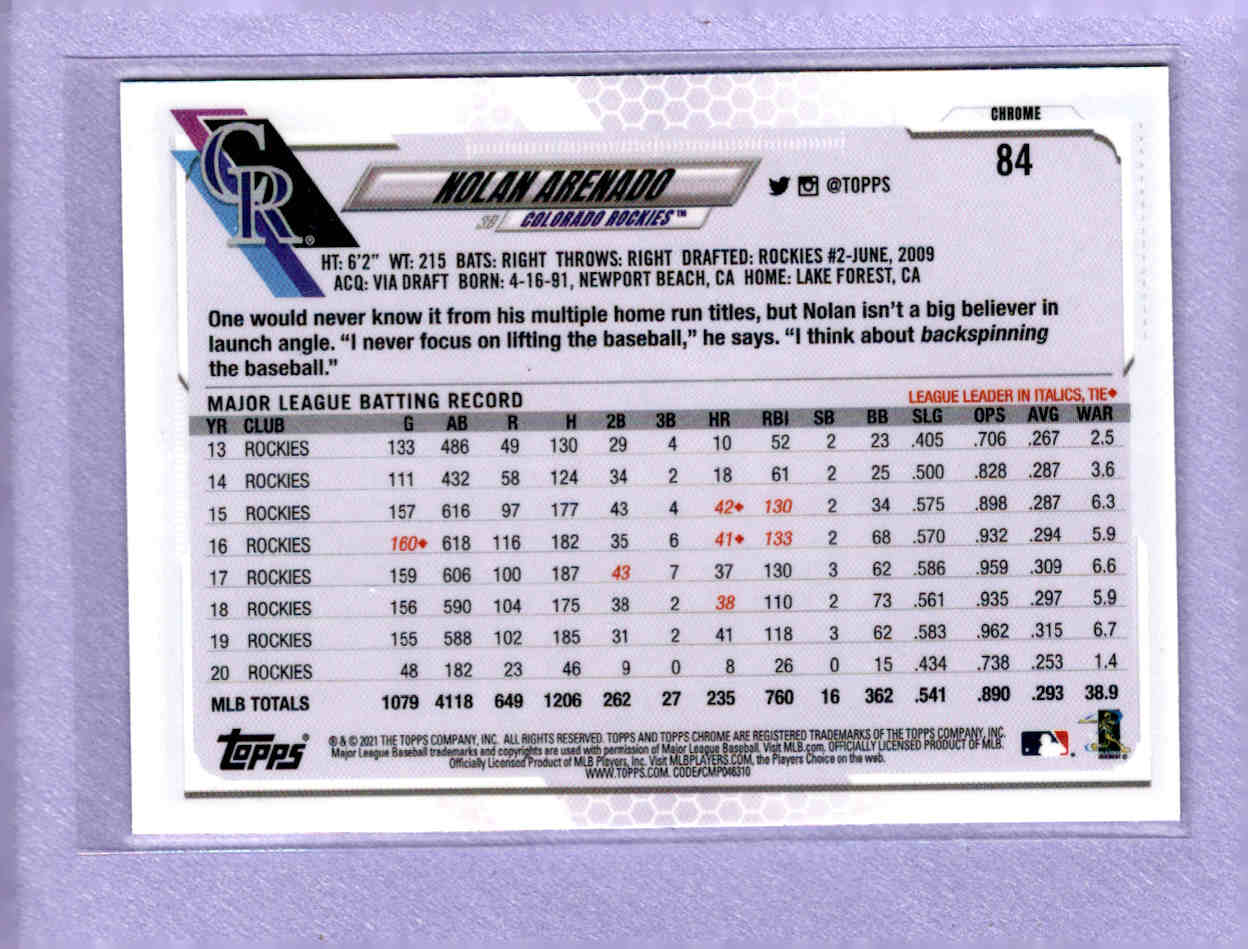 CHROME
84
CR®
NOLAN ARENADO
@TOPPS
3B COLORADO ROCKIES™
HT: 6'2" WT: 215 BATS: RIGHT THROWS: RIGHT DRAFTED: ROCKIES #2-JUNE, 2009
ACQ: VIA DRAFT BORN: 4-16-91, NEWPORT BEACH, CA HOME: LAKE FOREST, CA
One would never know it from his multiple home run titles, but Nolan isn't a big believer in
launch angle. “I never focus on lifting the baseball,” he says. “I think about backspinning
the baseball.”
MAJOR LEAGUE BATTING RECORD LEAGUE LEADER IN ITALICS, TIE♦
YR CLUB G AB R H 2B 3B HR RBI SB BB SLG OPS AVG WAR
13 ROCKIES 133 486 49 130 29 4 10 52 2 23 .405 .706 .267 2.5
14 ROCKIES 111 432 58 124 34 2 18 61 2 25 .500 .828 .287 3.6
15 ROCKIES 157 616 97 177 43 4 42♦ 130 2 34 .575 .898 .287 6.3
16 ROCKIES 160♦ 618 116 182 35 6 41♦ 133 2 68 .570 .932 .294 5.9
17 ROCKIES 159 606 100 187 43 7 37 130 3 62 .586 .959 .309 6.6
18 ROCKIES 156 590 104 175 38 2 38 110 2 73 .561 .935 .297 5.9
19 ROCKIES 155 588 102 185 31 2 41 118 3 62 .583 .962 .315 6.7
20 ROCKIES 48 182 23 46 9 0 8 26 0 15 .434 .738 .253 1.4
MLB TOTALS 1079 4118 649 1206 262 27 235 760 16 362 .541 .890 .293 38.9
TOPPS®
® & © 2021 THE TOPPS COMPANY, INC. ALL RIGHTS RESERVED. TOPPS AND TOPPS CHROME ARE REGISTERED TRADEMARKS OF THE TOPPS COMPANY, INC.
Major League Baseball trademarks and copyrights are used with permission of Major League Baseball. Visit MLB.com. OFFICIALLY LICENSED PRODUCT OF MLB.
Officially Licensed Product of MLB Players, Inc. Visit MLBPLAYERS.COM, the Players Choice on the web.
WWW.TOPPS.COM. CODE#CMP046310